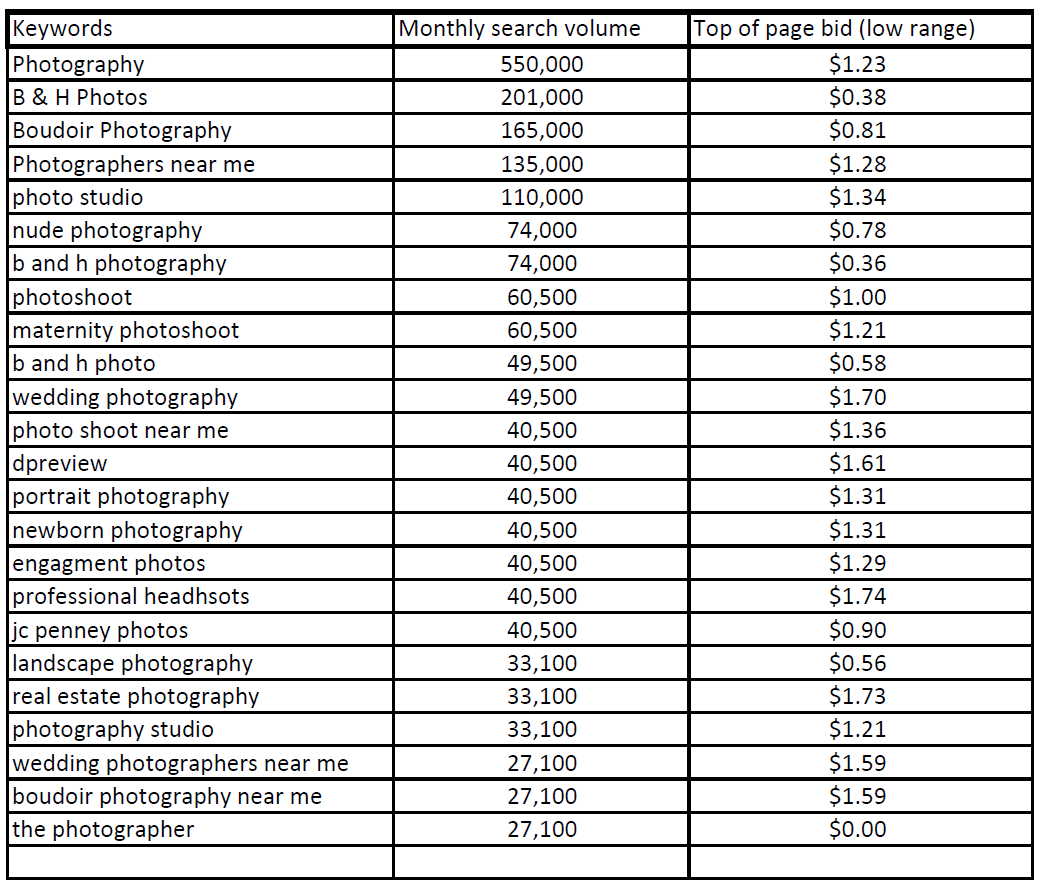 Keywords Monthly search volume Top of page bid (low range)
Photography 550,000 $1.23
B & H Photos 201,000 $0.38
Boudoir Photography 165,000 $0.81
Photographers near me 135,000 $1.28
photo studio 110,000 $1.34
nude photography 74,000 $0.78
b and h photography 74,000 $0.36
photoshoot 60,500 $1.00
maternity photoshoot 60,500 $1.21
b and h photo 49,500 $0.58
wedding photography 49,500 $1.70
photo shoot near me 40,500 $1.36
dpreview 40,500 $1.61
portrait photography 40,500 $1.31
newborn photography 40,500 $1.31
engagment photos 40,500 $1.29
professional headhsots 40,500 $1.74
jc penney photos 40,500 $0.90
landscape photography 33,100 $0.56
real estate photography 33,100 $1.73
photography studio 33,100 $1.21
wedding photographers near me 27,100 $1.59
boudoir photography near me 27,100 $1.59
the photographer 27,100 $0.00